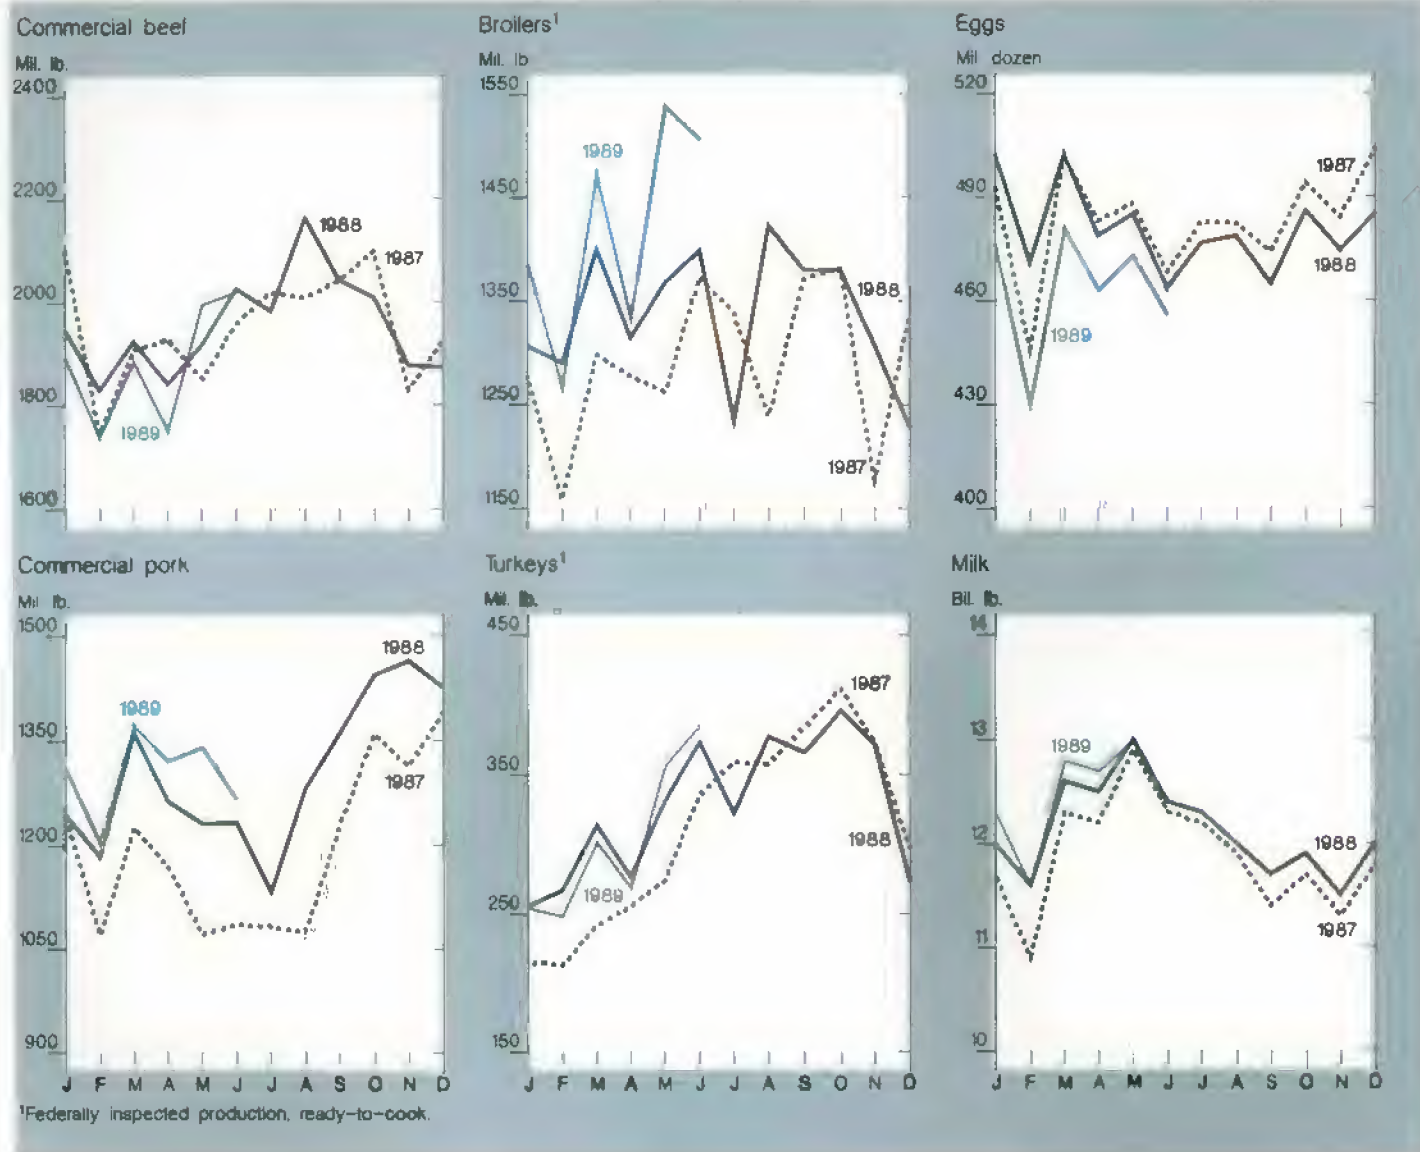 Commercial beef
Mil. lb.
2400
2200
2000
1800
1600
1988
1987
1989
Broilers¹
Mil. lb
1550
1450
1350
1250
1150
1989
1988
1987
Eggs
Mil dozen
520
490
460
430
400
1987
1988
1989
Commercial pork
Mil lb.
1500
1350
1200
1050
900
1988
1989
1987
J F M A M J J A S O N D
Turkeys¹
Mil. lb.
450
350
250
150
1987
1988
1989
J F M A M J J A S O N D
Milk
Bil. lb.
14
13
12
11
10
1989
1988
1987
J F M A M J J A S O N D
¹Federally inspected production, ready-to-cook.